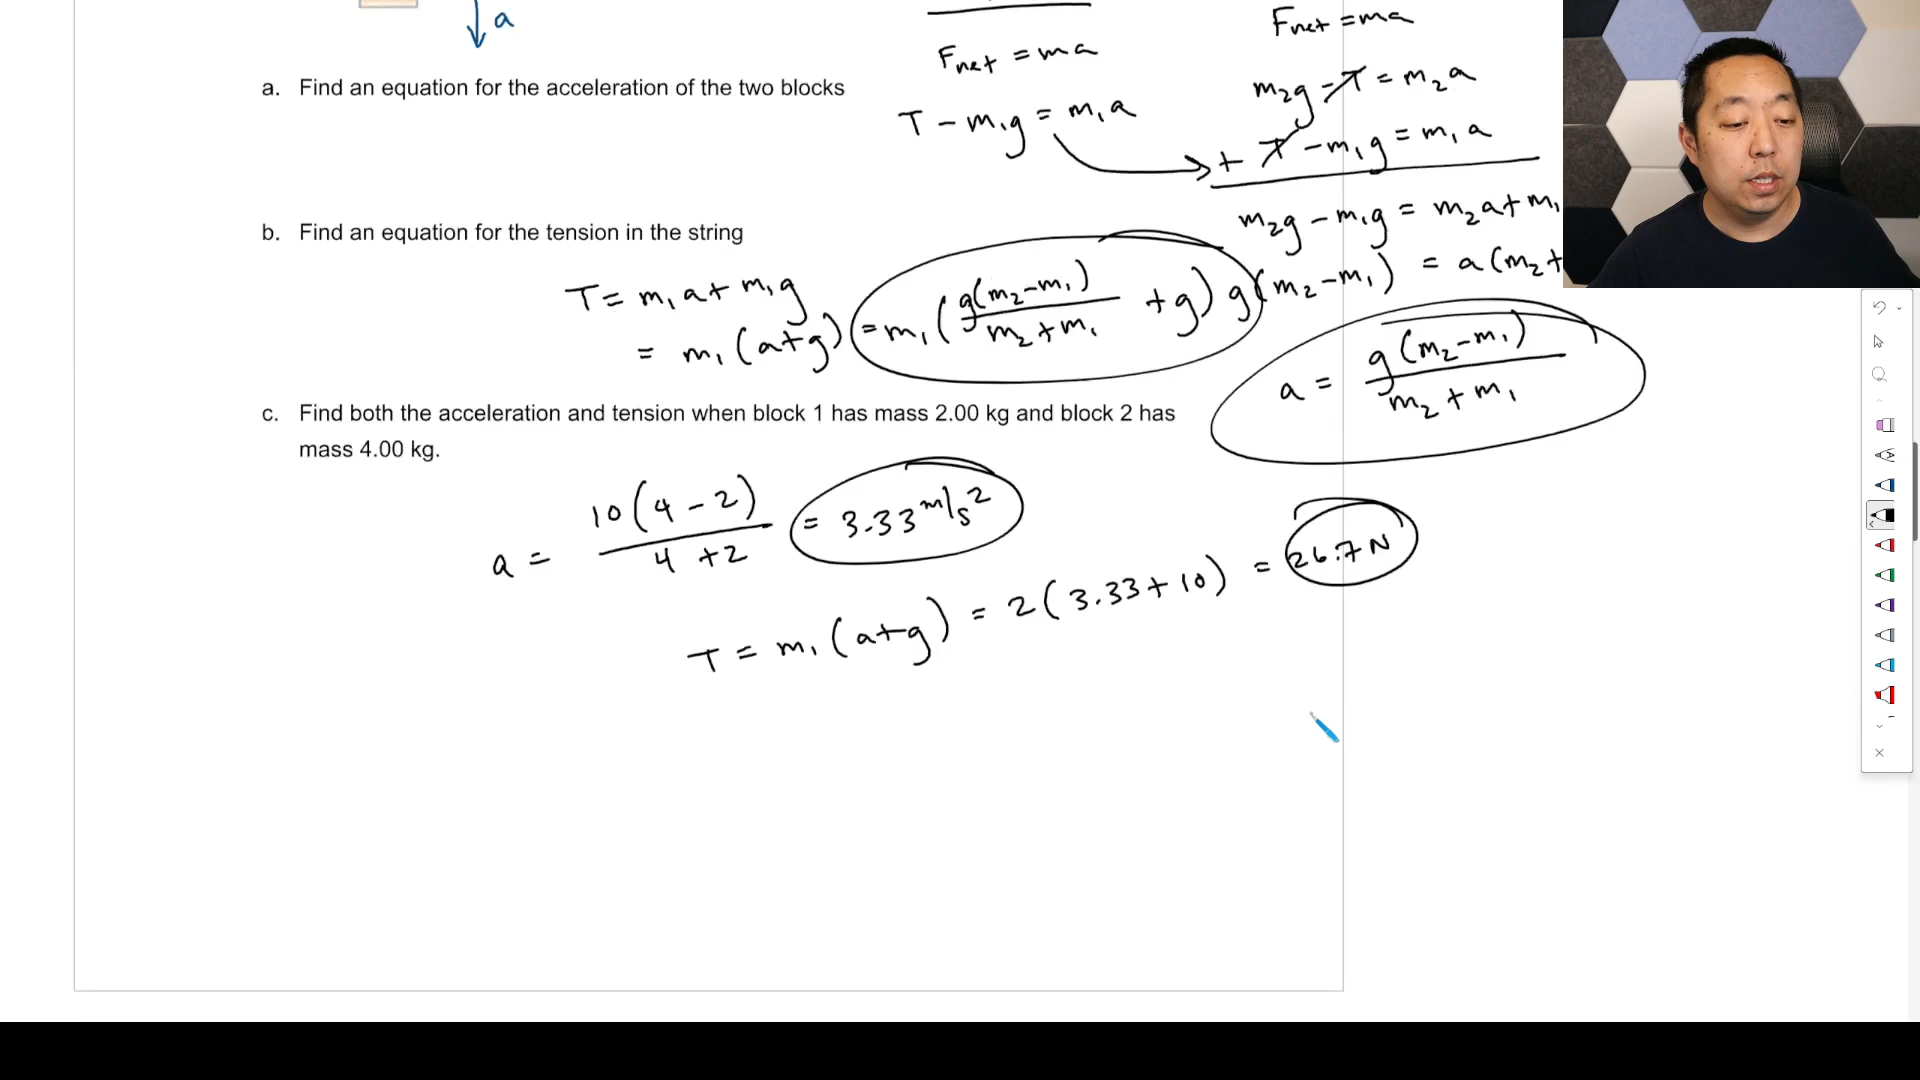 a
Fnet = ma
Fnet = ma
a. Find an equation for the acceleration of the two blocks
T - m₁g = m₁a
m₂g - T = m₂a
+ T - m₁g = m₁a
m₂g - m₁g = m₂a + m₁
b. Find an equation for the tension in the string
T = m₁a + m₁g
= m₁(a+g) = m₁(g(m₂-m₁)/(m₂+m₁) + g)
g(m₂-m₁) = a(m₂+
a = g(m₂-m₁)/(m₂+m₁)
c. Find both the acceleration and tension when block 1 has mass 2.00 kg and block 2 has
mass 4.00 kg.
a = 10(4-2)/(4+2) = 3.33 m/s²
T = m₁(a+g) = 2(3.33+10) = 26.7 N